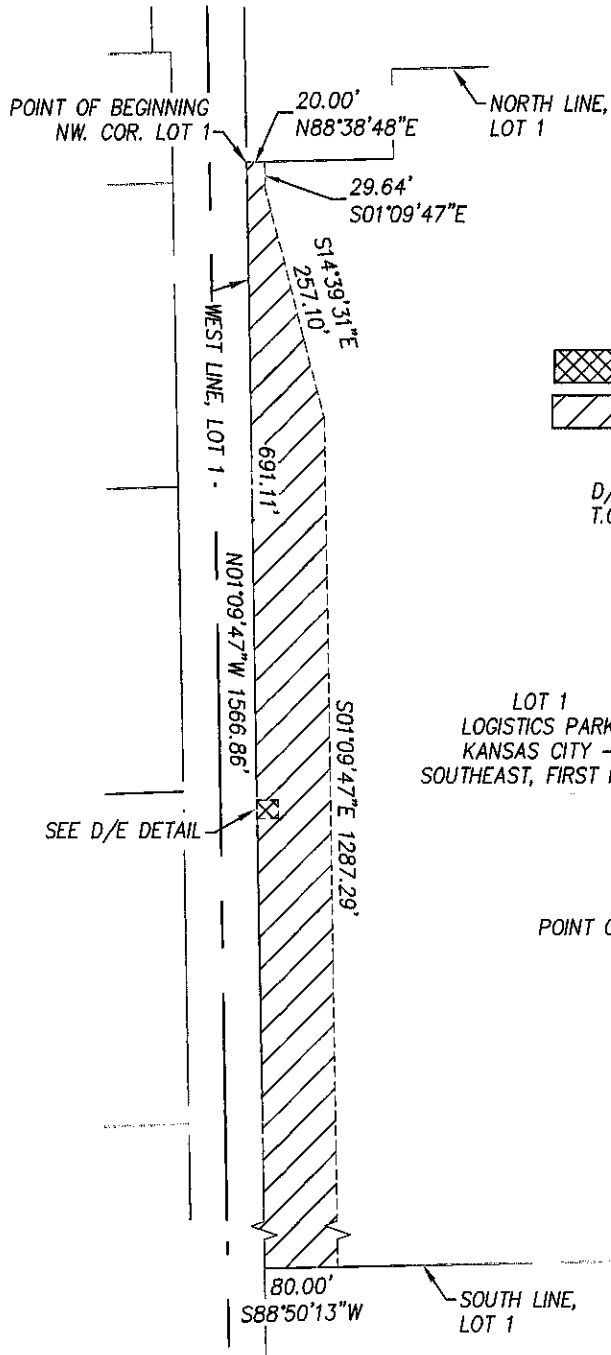 POINT OF BEGINNING
NW. COR. LOT 1
20.00'
N88°38'48"E
NORTH LINE,
LOT 1
29.64'
S01°09'47"E
S14°39'31"E
257.10'
WEST LINE, LOT 1
691.11'
N01°09'47"W 1566.86'
D/
LOT 1
LOGISTICS PARK
KANSAS CITY –
SOUTHEAST, FIRST
S01°09'47"E 1287.29'
SEE D/E DETAIL
POINT
80.00'
S88°50'13"W
SOUTH LINE,
LOT 1